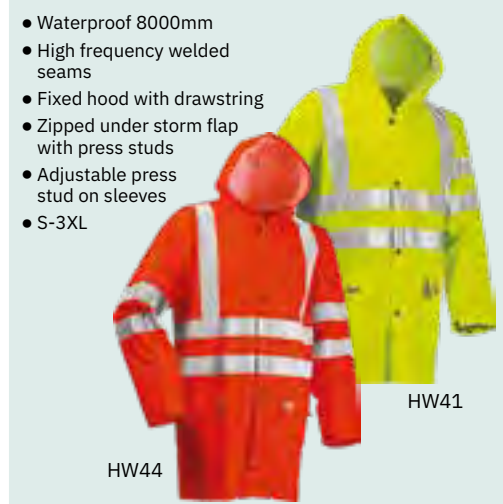 ● Waterproof 8000mm
● High frequency welded
seams
● Fixed hood with drawstring
● Zipped under storm flap
with press studs
● Adjustable press
stud on sleeves
● S-3XL
HW41
HW44